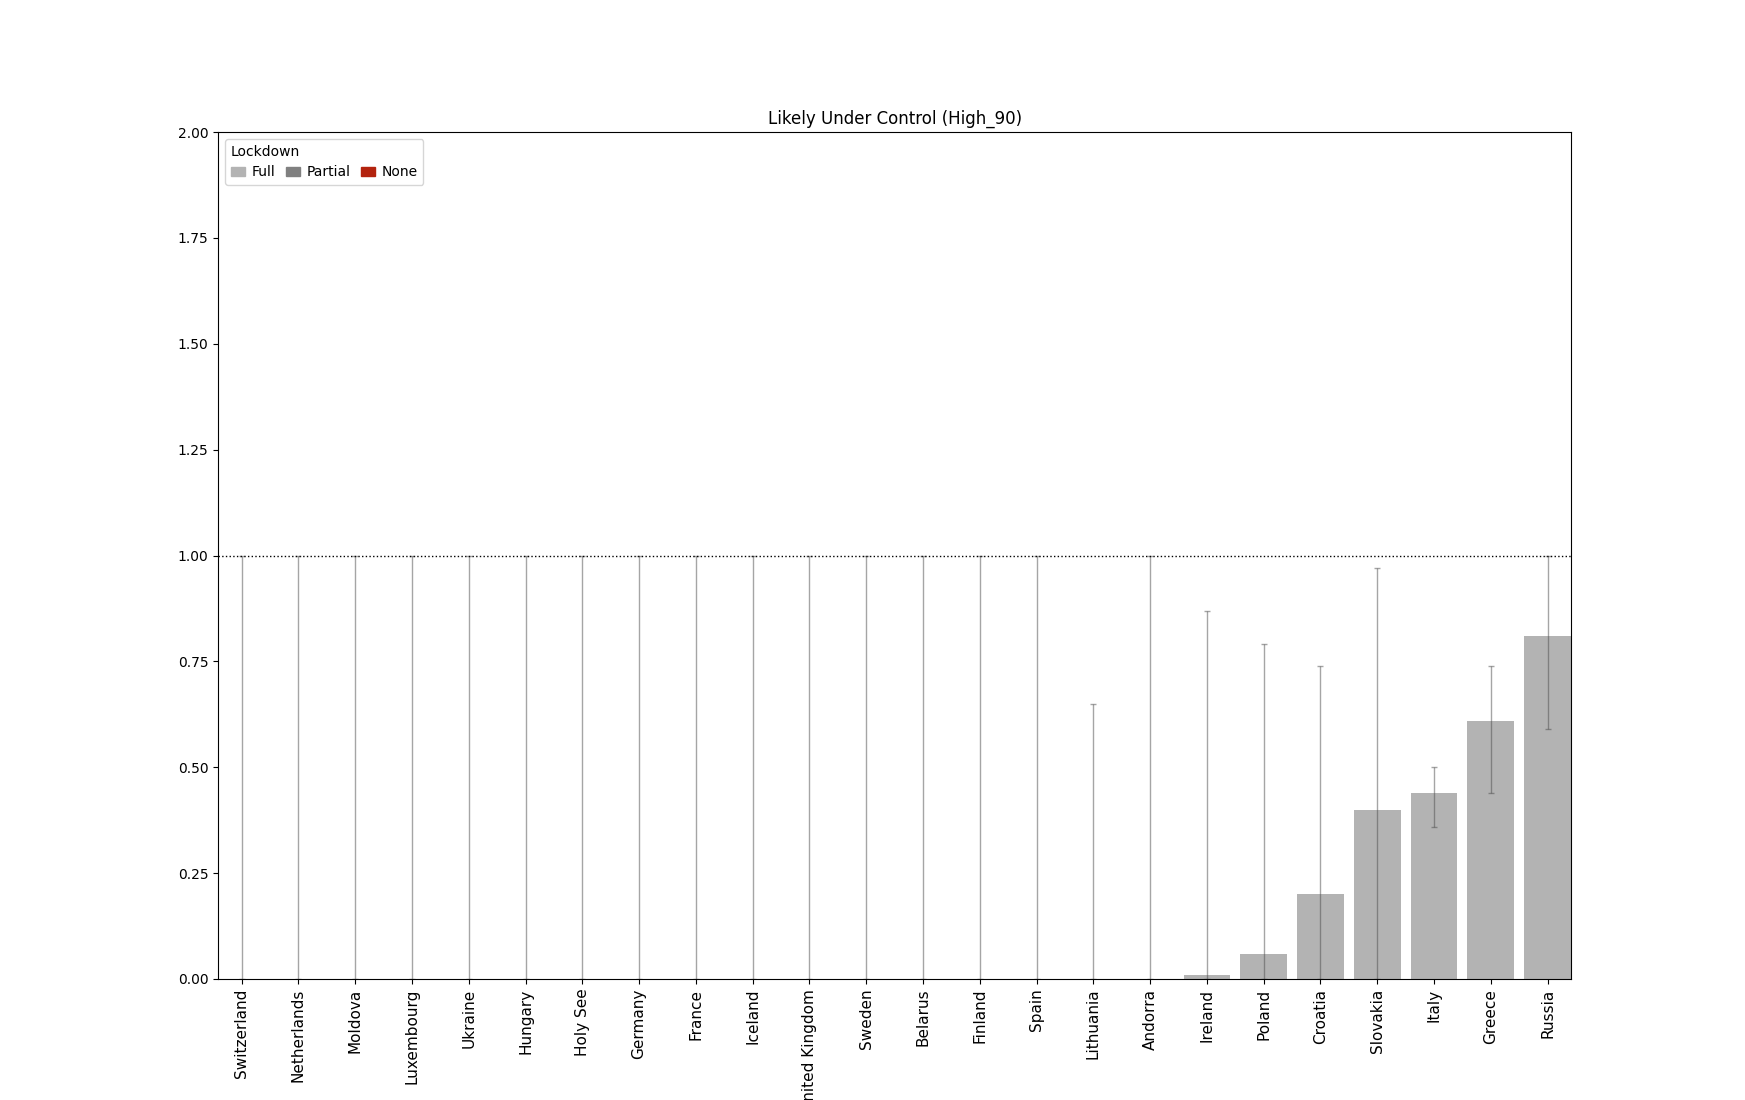 Likely Under Control (High_90)
2.00
Lockdown
Full Partial None
1.75
1.50
1.25
1.00
0.75
0.50
0.25
0.00
Switzerland
Netherlands
Moldova
Luxembourg
Ukraine
Hungary
Holy See
Germany
France
Iceland
nited Kingdom
Sweden
Belarus
Finland
Spain
Lithuania
Andorra
Ireland
Poland
Croatia
Slovakia
Italy
Greece
Russia